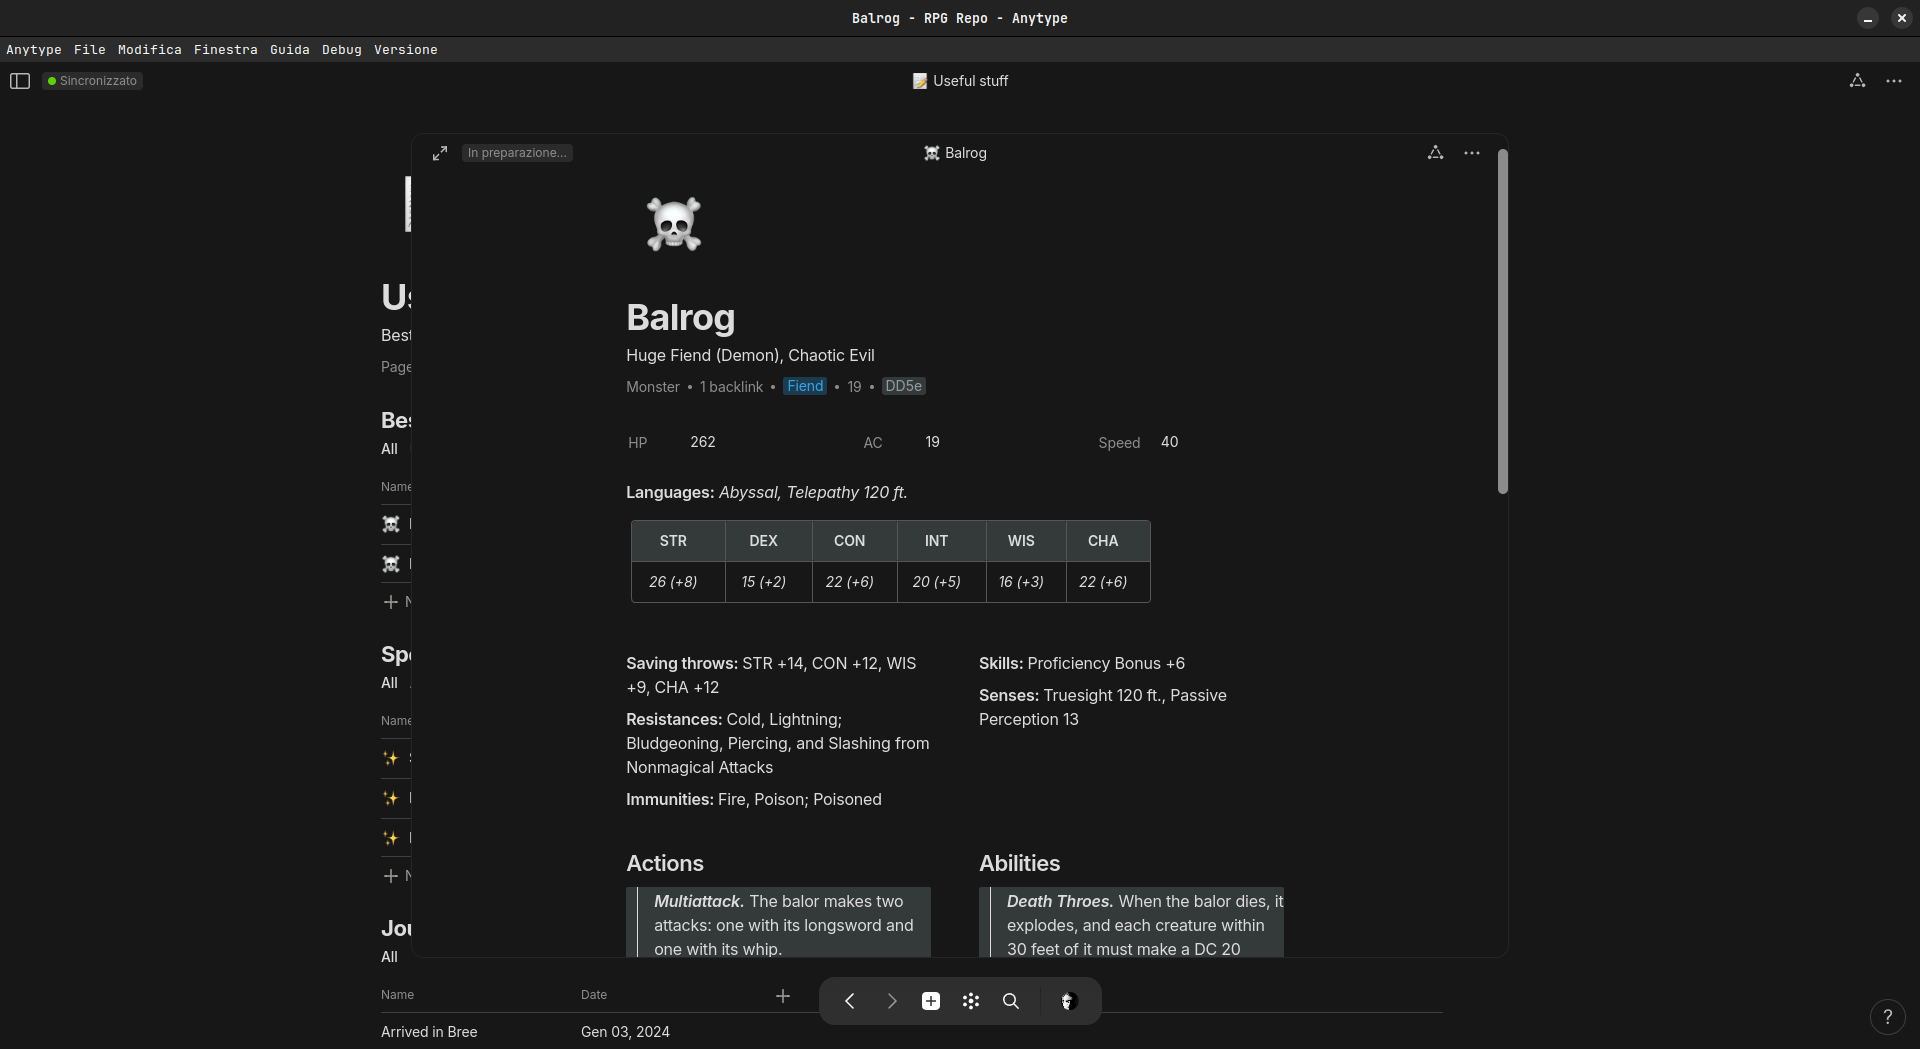 Balrog - RPG Repo - Anytype
Anytype File Modifica Finestra Guida Debug Versione
Sincronizzato
Useful stuff
In preparazione...
Balrog
Balrog
Huge Fiend (Demon), Chaotic Evil
Monster • 1 backlink • Fiend • 19 • DD5e
HP 262 AC 19 Speed 40
Languages: Abyssal, Telepathy 120 ft.
STR DEX CON INT WIS CHA
26 (+8) 15 (+2) 22 (+6) 20 (+5) 16 (+3) 22 (+6)
Saving throws: STR +14, CON +12, WIS
+9, CHA +12
Resistances: Cold, Lightning;
Bludgeoning, Piercing, and Slashing from
Nonmagical Attacks
Immunities: Fire, Poison; Poisoned
Skills: Proficiency Bonus +6
Senses: Truesight 120 ft., Passive
Perception 13
Actions
Multiattack. The balor makes two
attacks: one with its longsword and
one with its whip.
Abilities
Death Throes. When the balor dies, it
explodes, and each creature within
30 feet of it must make a DC 20
Us
Best
Page
Bes
All
Name
Spe
All
Name
Jou
All
Name Date
Arrived in Bree Gen 03, 2024
?